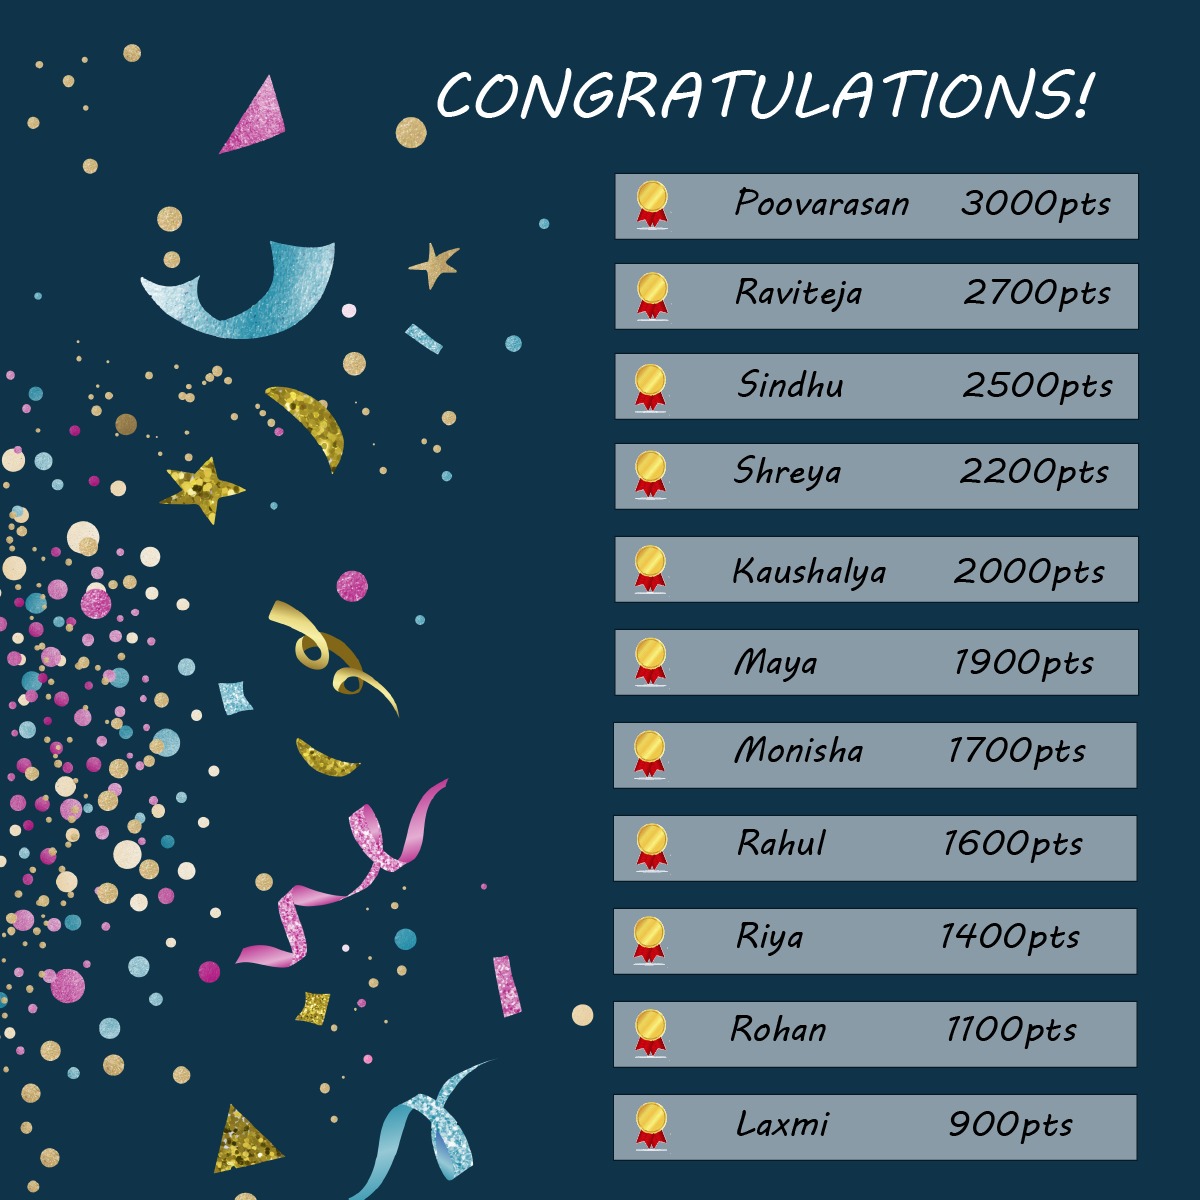 CONGRATULATIONS!
Poovarasan 3000pts
Raviteja 2700pts
Sindhu 2500pts
Shreya 2200pts
Kaushalya 2000pts
Maya 1900pts
Monisha 1700pts
Rahul 1600pts
Riya 1400pts
Rohan 1100pts
Laxmi 900pts